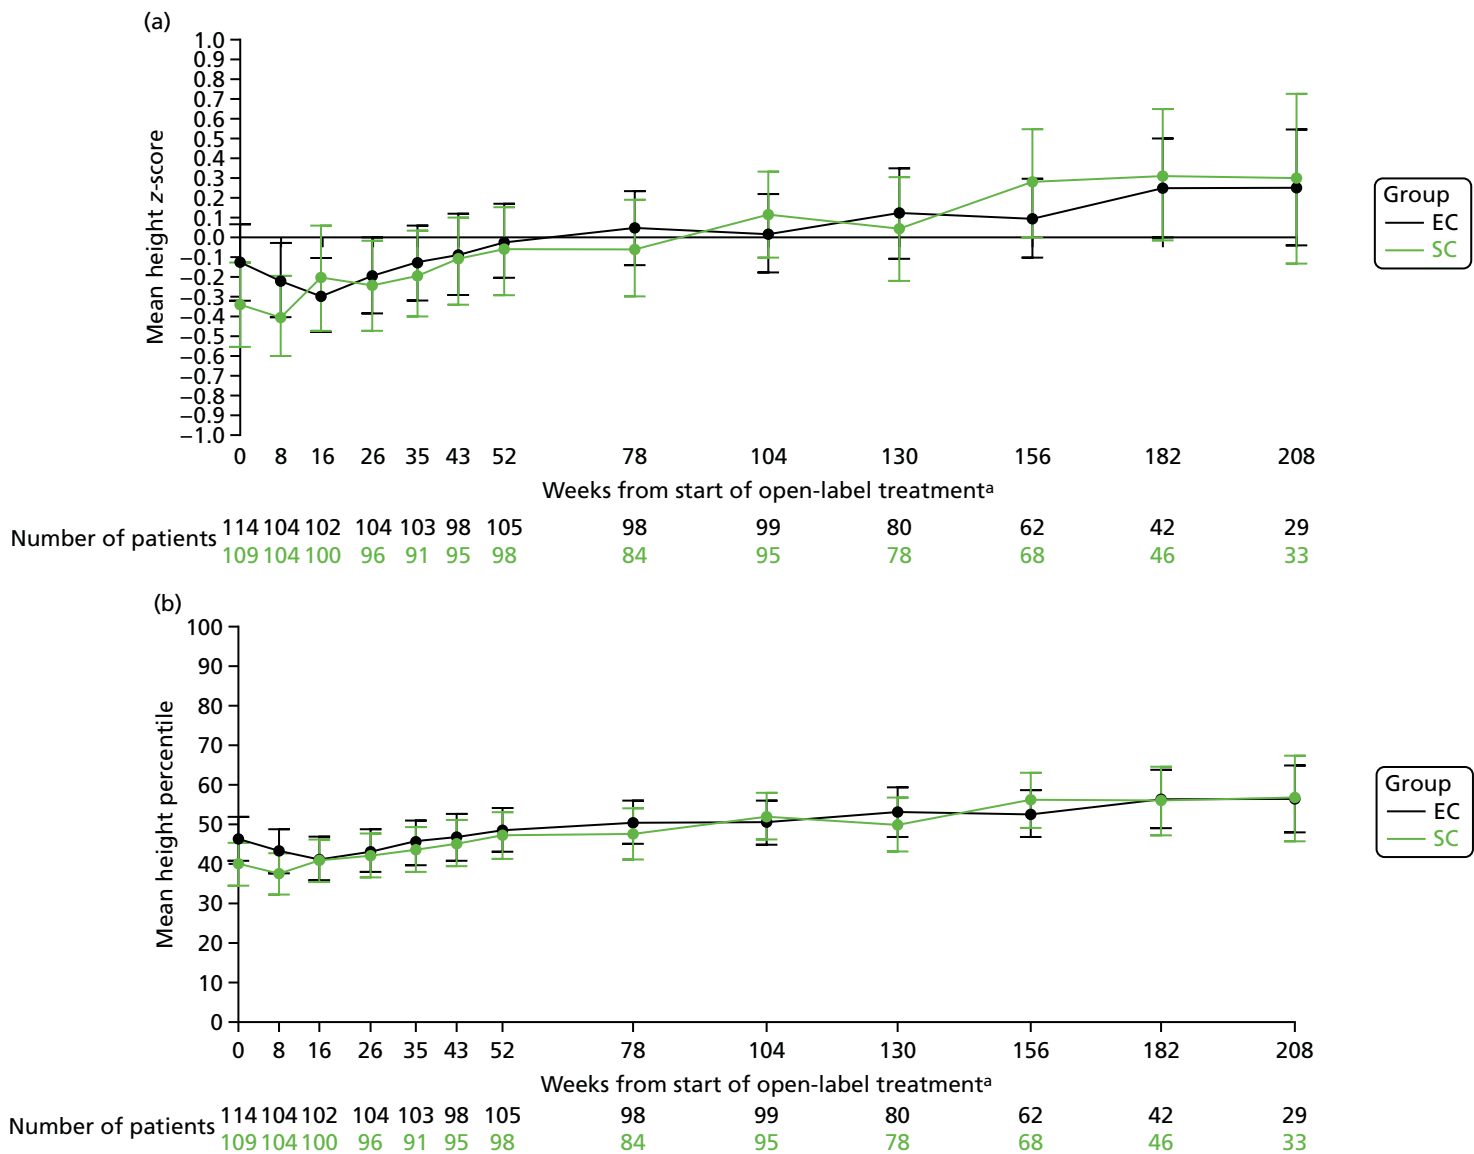 (a)
Mean height z-score
1.0
0.9
0.8
0.7
0.6
0.5
0.4
0.3
0.2
0.1
0.0
−0.1
−0.2
−0.3
−0.4
−0.5
−0.6
−0.7
−0.8
−0.9
−1.0
0 8 16 26 35 43 52 78 104 130 156 182 208
Weeks from start of open-label treatmentᵃ
Group
EC
SC
Number of patients
114 104 102 104 103 98 105 98 99 80 62 42 29
109 104 100 96 91 95 98 84 95 78 68 46 33
(b)
Mean height percentile
100
90
80
70
60
50
40
30
20
10
0
0 8 16 26 35 43 52 78 104 130 156 182 208
Weeks from start of open-label treatmentᵃ
Group
EC
SC
Number of patients
114 104 102 104 103 98 105 98 99 80 62 42 29
109 104 100 96 91 95 98 84 95 78 68 46 33